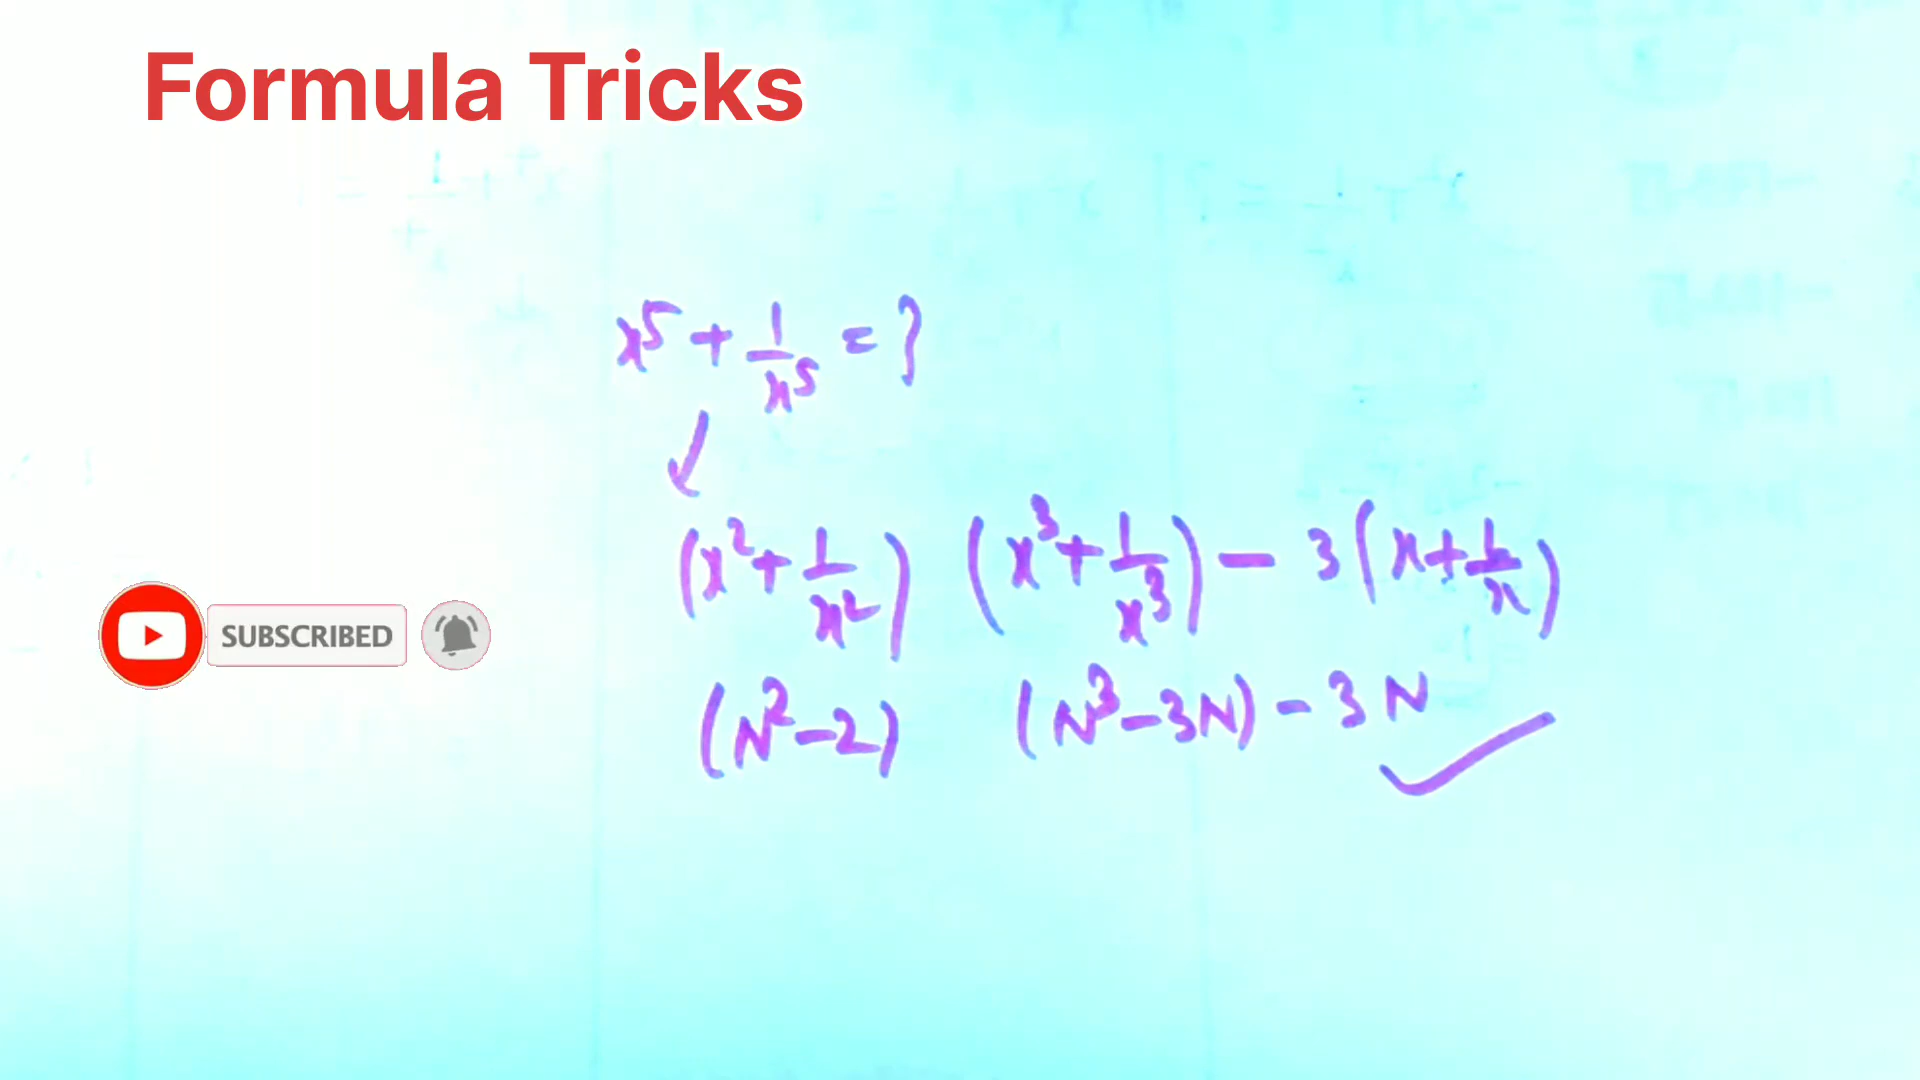 Formula Tricks
x⁵ + 1/x⁵ = ?
(x² + 1/x²) (x³ + 1/x³) - 3(x + 1/x)
SUBSCRIBED
(N² - 2) (N³ - 3N) - 3N